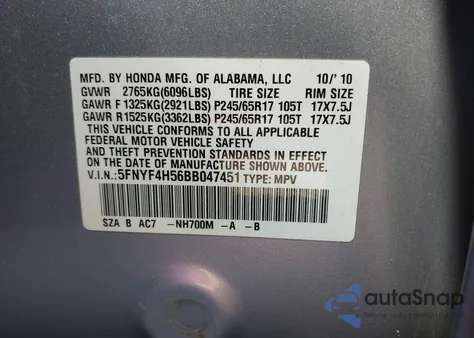 MFD. BY HONDA MFG. OF ALABAMA, LLC 10/'10
GVWR 2765KG(6096LBS) TIRE SIZE RIM SIZE
GAWR F 1325KG(2921LBS) P245/65R17 105T 17X7.5J
GAWR R1525KG(3362LBS) P245/65R17 105T 17X7.5J
THIS VEHICLE CONFORMS TO ALL APPLICABLE
FEDERAL MOTOR VEHICLE SAFETY
AND THEFT PREVENTION STANDARDS IN EFFECT
ON THE DATE OF MANUFACTURE SHOWN ABOVE.
V.I.N.: 5FNYF4H56BB047451 TYPE: MPV
SZA B AC7 -NH700M -A -B
autoSnap